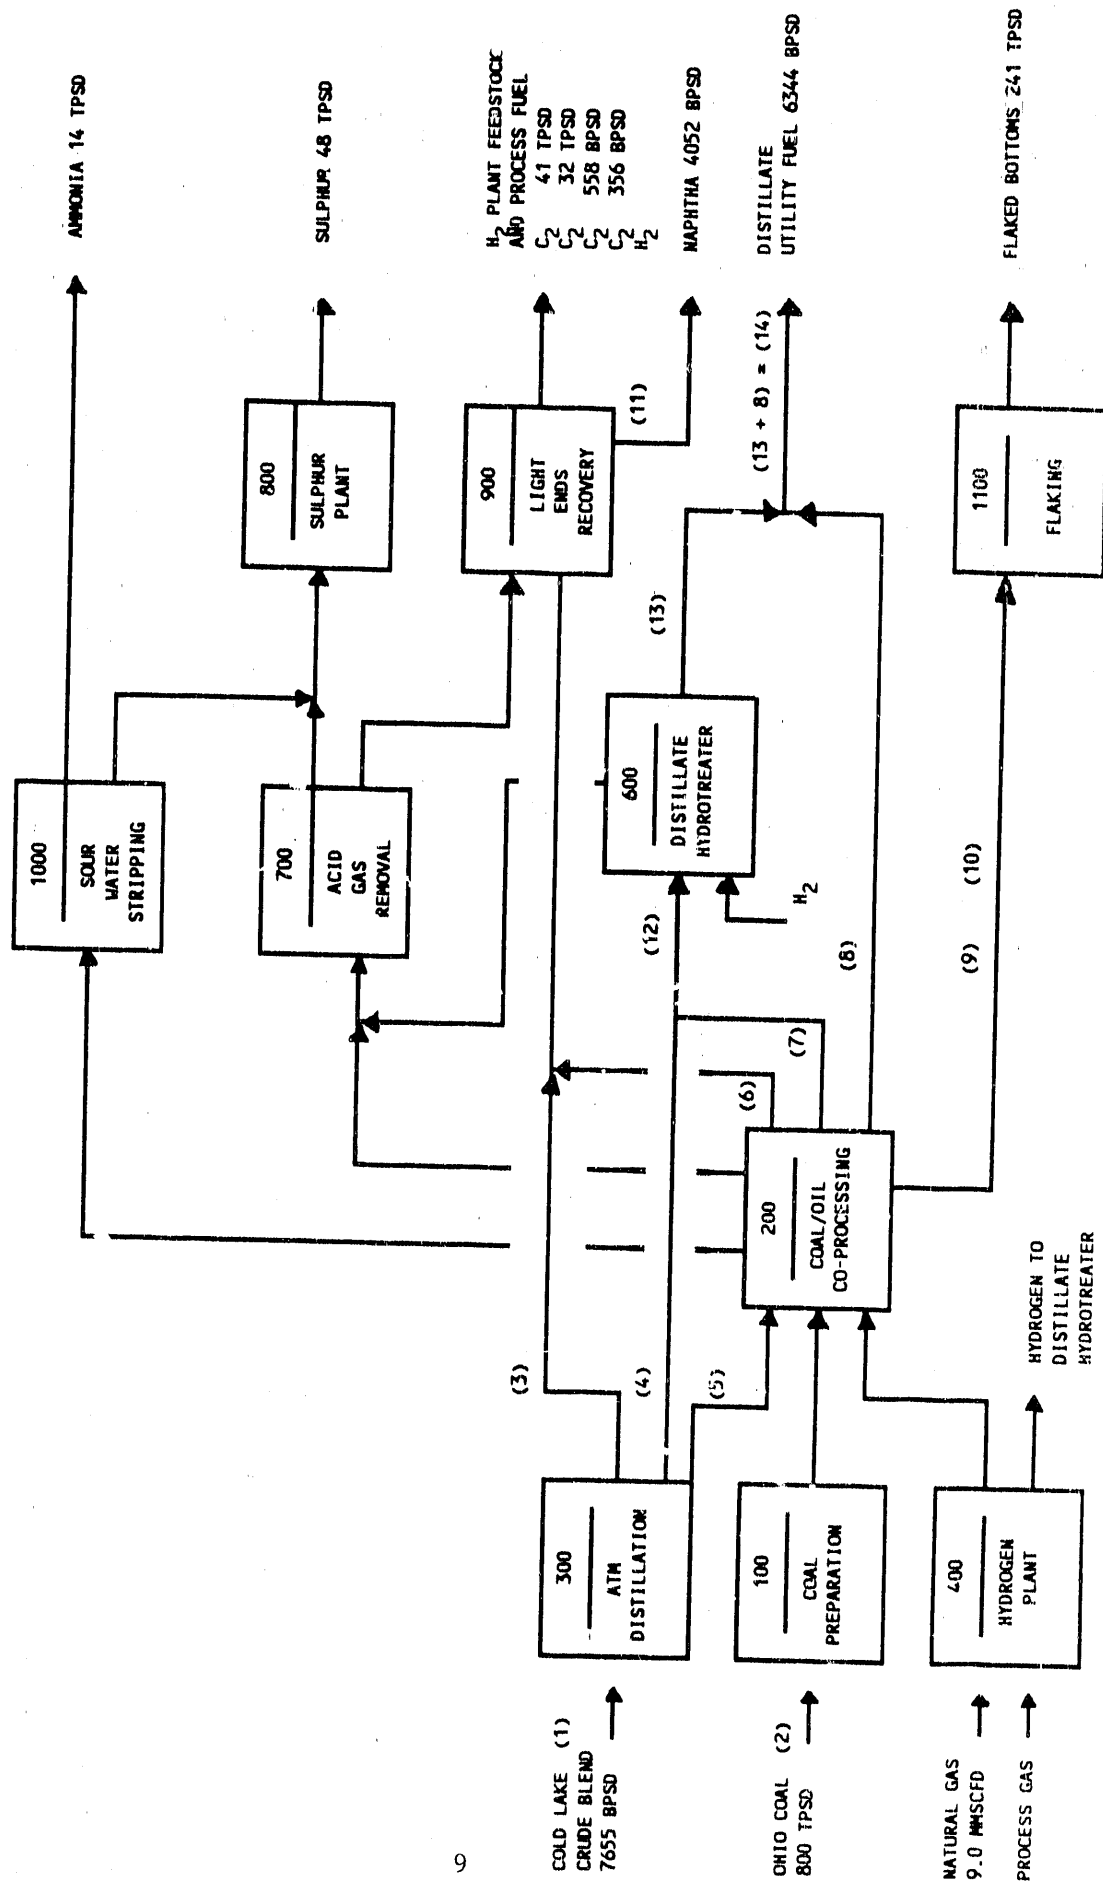 AMMONIA 14 TPSD
SULPHUR 48 TPSD
H2 PLANT FEEDSTOCK
AND PROCESS FUEL
C2 41 TPSD
C2 32 TPSD
C2 558 BPSD
C2 356 BPSD
H2
NAPHTHA 4052 BPSD
DISTILLATE
UTILITY FUEL 6344 BPSD
FLAKED BOTTOMS 241 TPSD
800
SULPHUR
PLANT
900
LIGHT
ENDS
RECOVERY
(11)
(13 + 8) = (14)
1100
FLAKING
1000
SOUR
WATER
STRIPPING
700
ACID
GAS
REMOVAL
600
DISTILLATE
HYDROTREATER
(13)
(12)
H2
(8)
(9)
(10)
(7)
(6)
200
COAL/OIL
CO-PROCESSING
(3)
(4)
(5)
HYDROGEN TO
DISTILLATE
HYDROTREATER
300
ATM
DISTILLATION
100
COAL
PREPARATION
400
HYDROGEN
PLANT
COLD LAKE (1)
CRUDE BLEND
7655 BPSD
OHIO COAL (2)
800 TPSD
NATURAL GAS
9.0 MMSCFD
PROCESS GAS
9